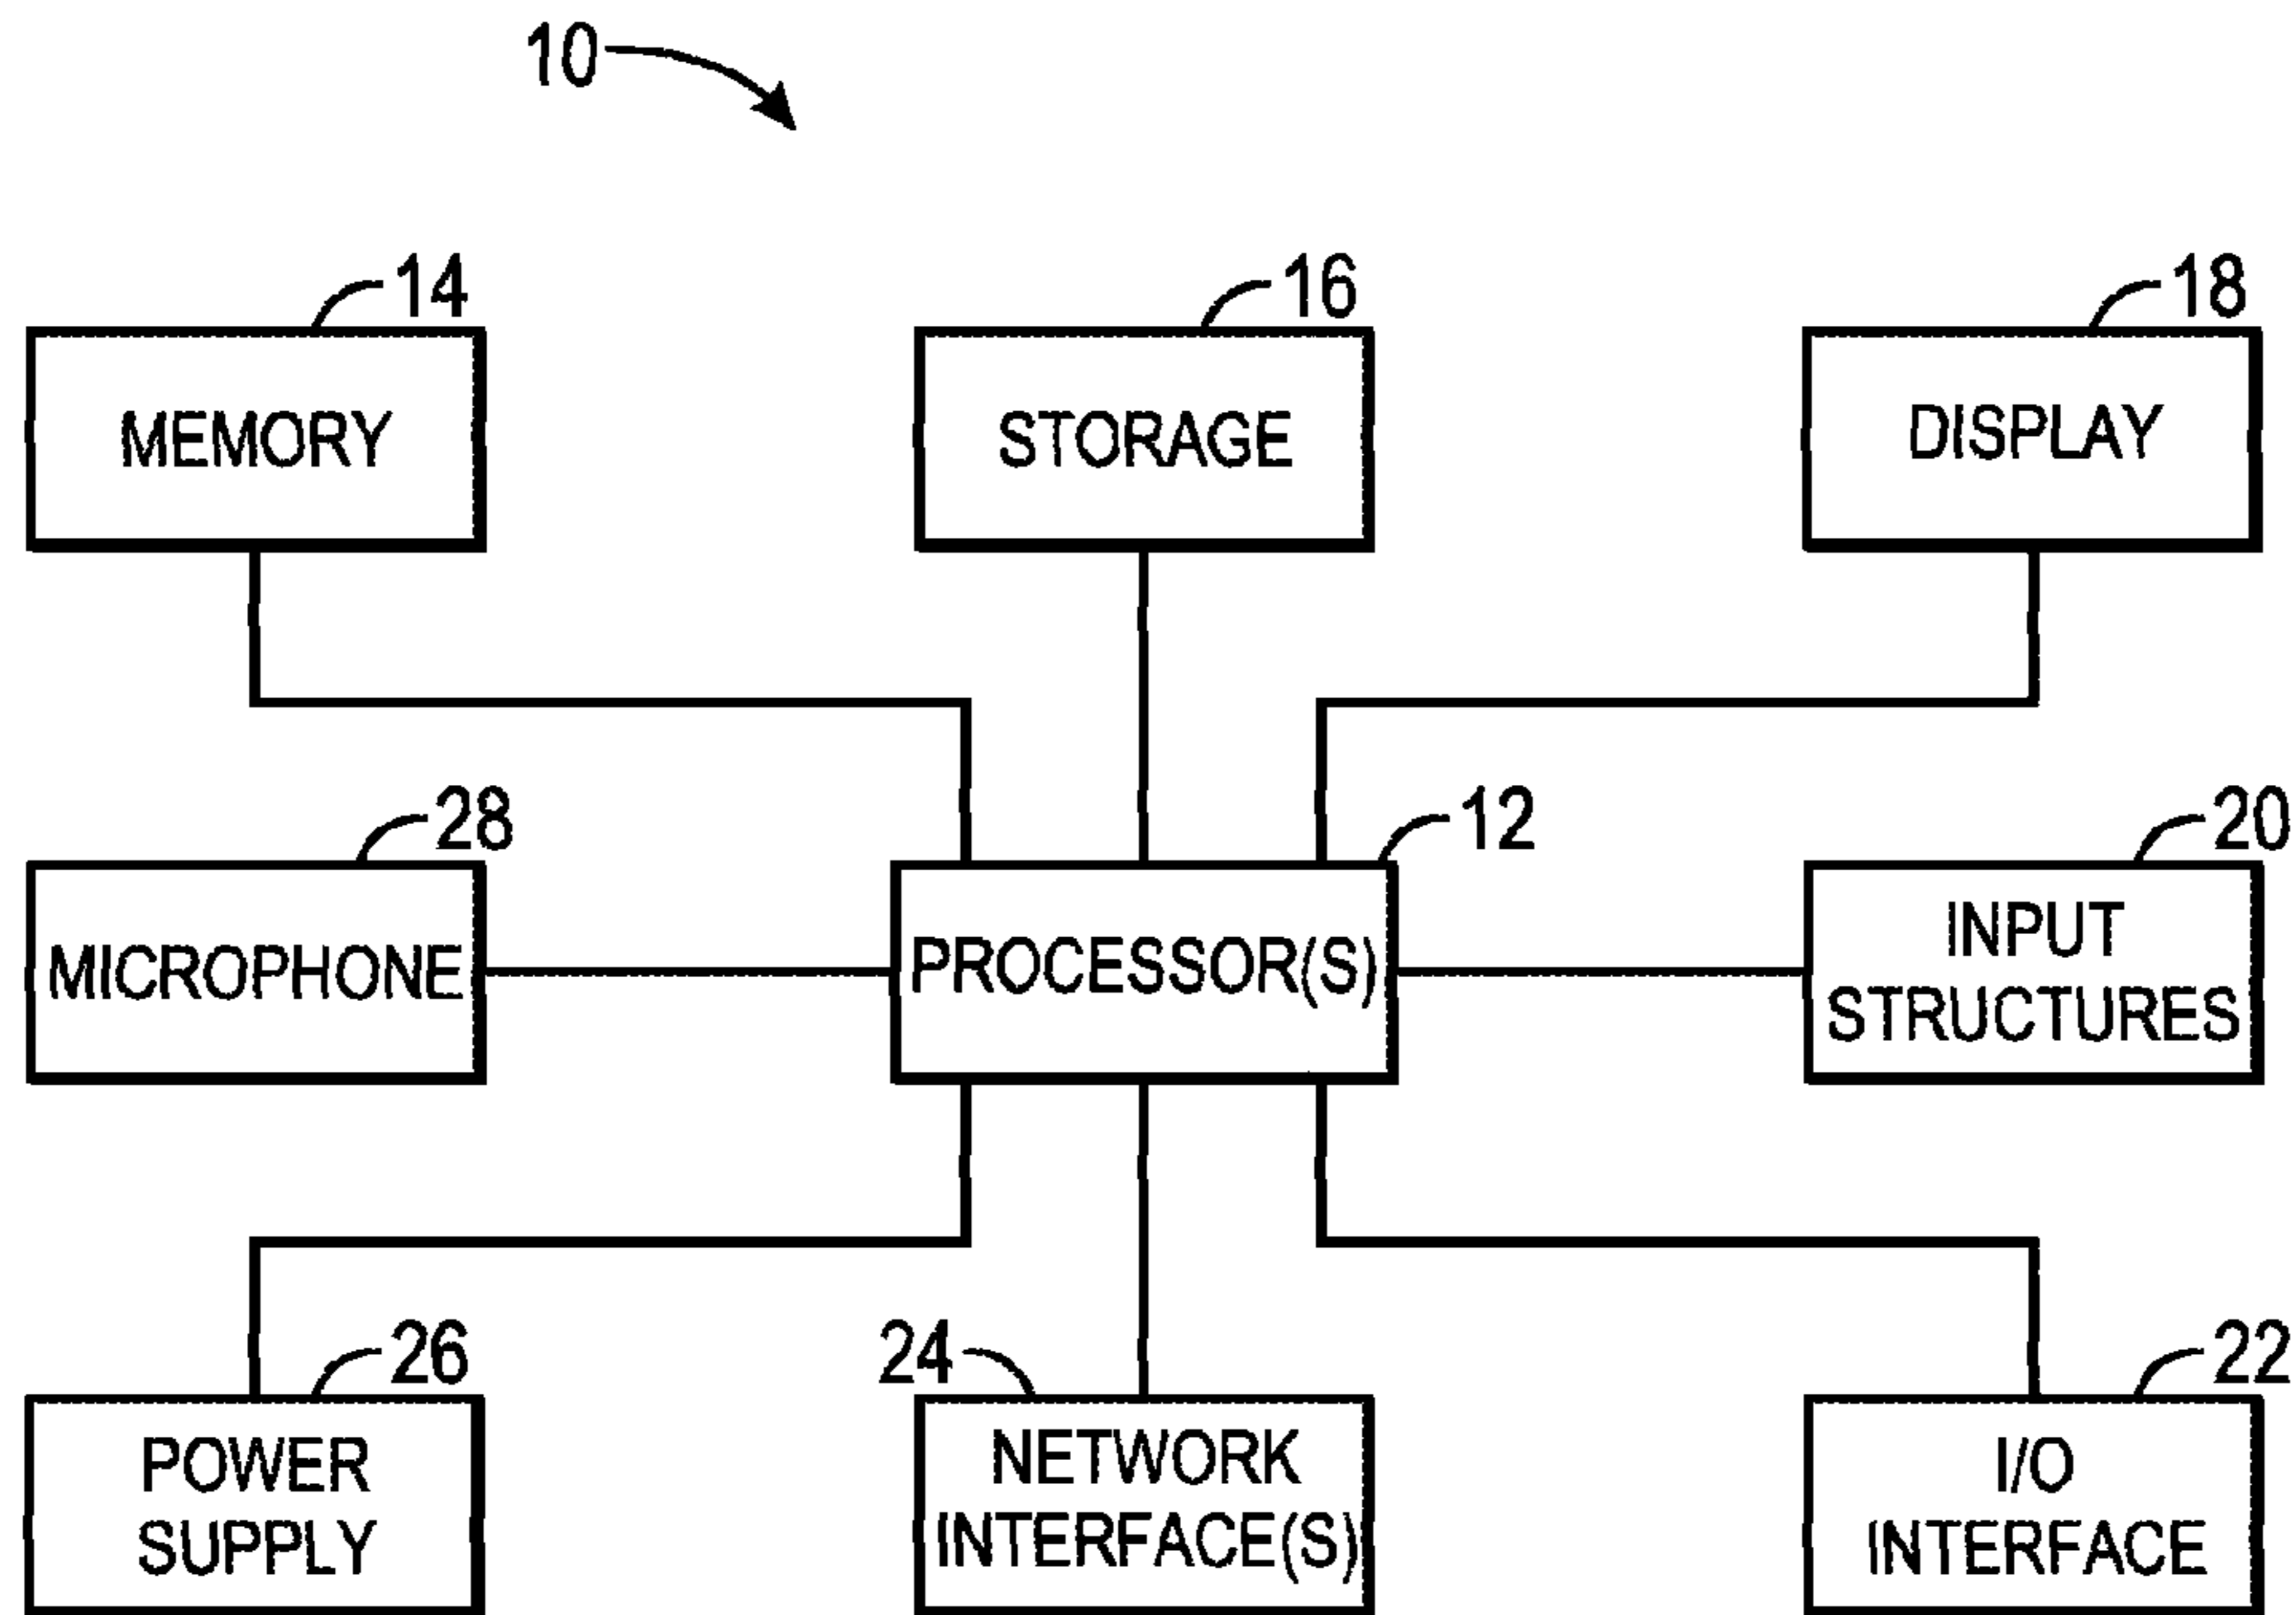 10
14
16
18
MEMORY
STORAGE
DISPLAY
28
12
20
MICROPHONE
PROCESSOR(S)
INPUT
STRUCTURES
26
24
22
POWER
SUPPLY
NETWORK
INTERFACE(S)
I/O
INTERFACE